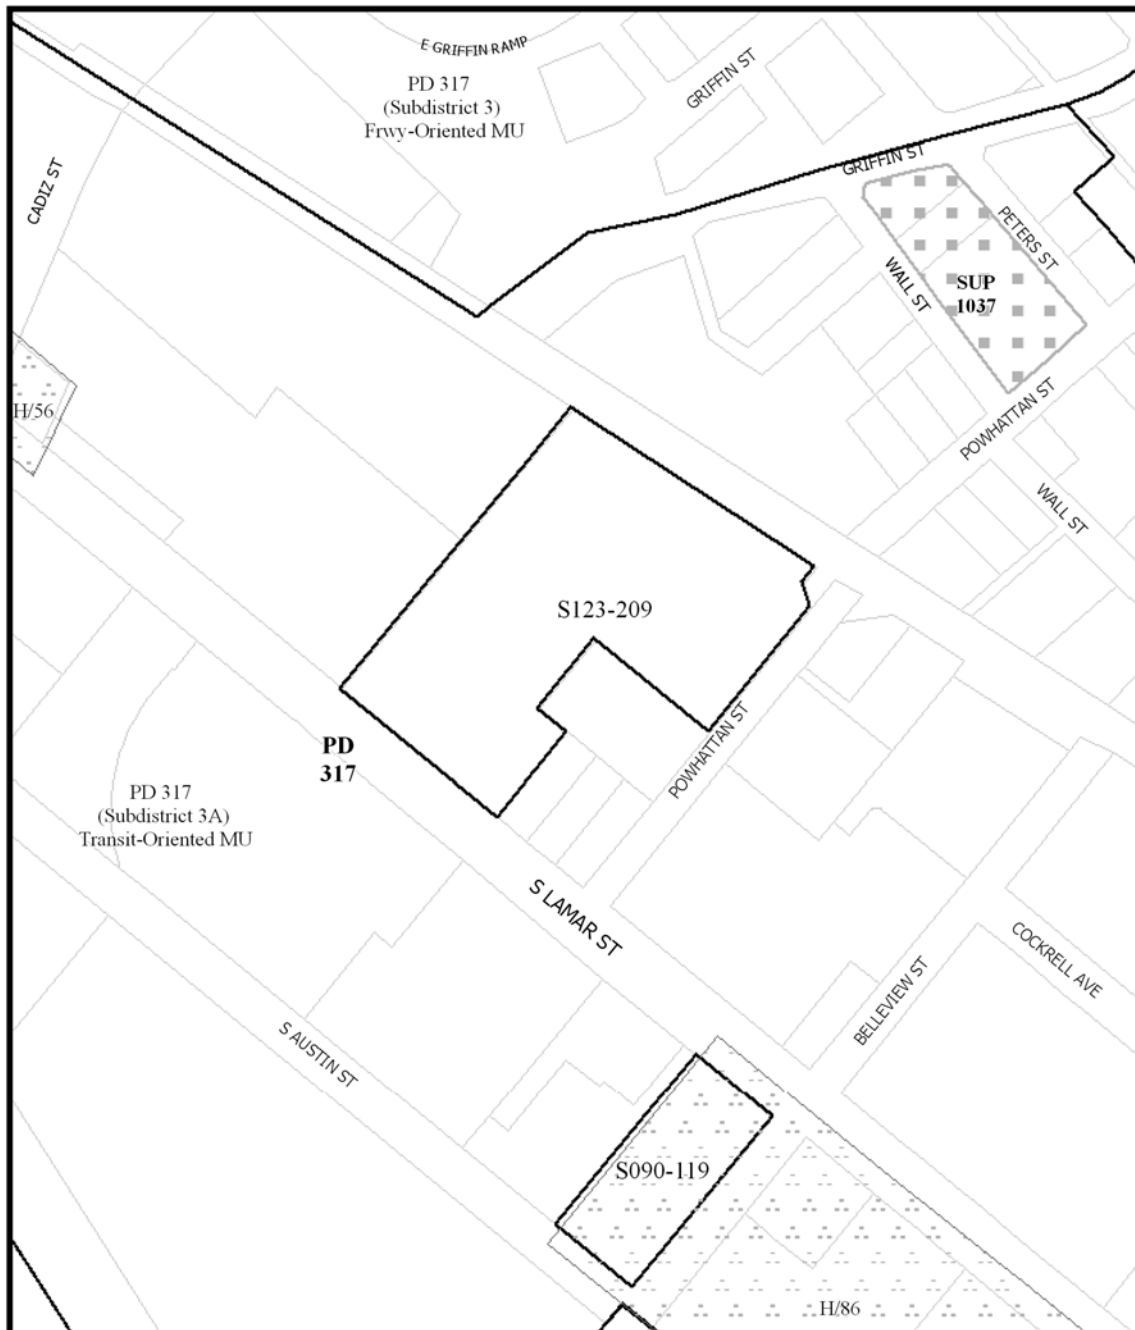 E GRIFFIN RAMP
PD 317
(Subdistrict 3)
Frwy-Oriented MU
GRIFFIN ST
GRIFFIN ST
CADIZ ST
PETERS ST
WALL ST
SUP
1037
H/56
POWHATTAN ST
WALL ST
S123-209
POWHATTAN ST
PD
317
PD 317
(Subdistrict 3A)
Transit-Oriented MU
S LAMAR ST
COCKRELL AVE
BELLEVIEW ST
S AUSTIN ST
S090-119
H/86